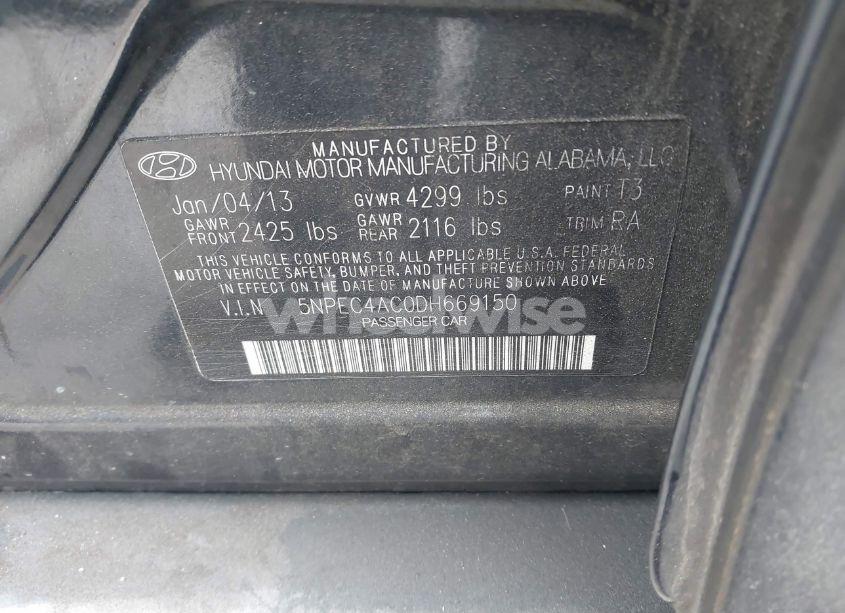 MANUFACTURED BY
HYUNDAI MOTOR MANUFACTURING ALABAMA, LLC
Jan/04/13 GVWR 4299 lbs PAINT T3
GAWR FRONT 2425 lbs GAWR REAR 2116 lbs TRIM RA
THIS VEHICLE CONFORMS TO ALL APPLICABLE U.S.A. FEDERAL
MOTOR VEHICLE SAFETY, BUMPER, AND THEFT PREVENTION STANDARDS
IN EFFECT ON THE DATE OF MANUFACTURE SHOWN ABOVE
V.I.N 5NPEC4AC0DH669150
wheelwise
PASSENGER CAR